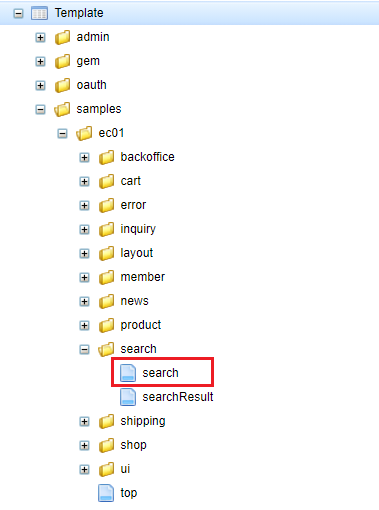 Template
admin
gem
oauth
samples
ec01
backoffice
cart
error
inquiry
layout
member
news
product
search
search
searchResult
shipping
shop
ui
top